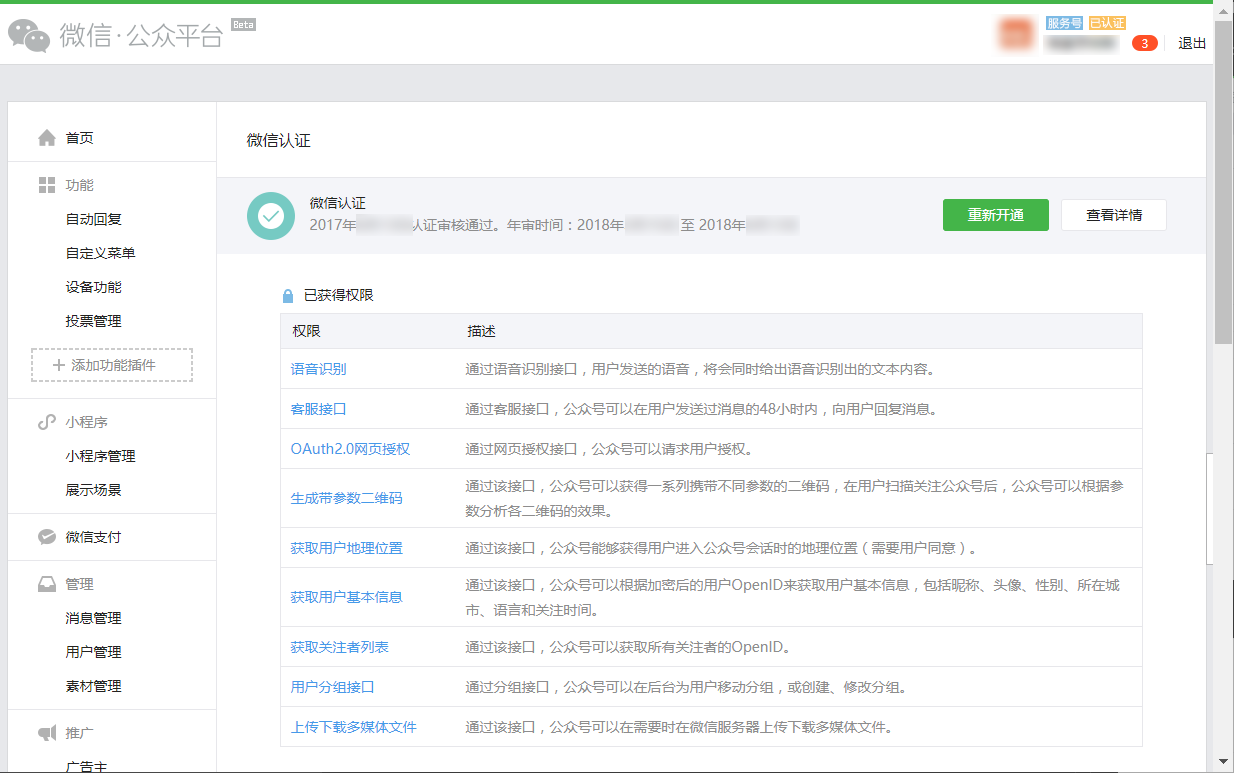 微信·公众平台 Beta
服务号 已认证
3 退出
首页
功能
自动回复
自定义菜单
设备功能
投票管理
添加功能插件
小程序
小程序管理
展示场景
微信支付
管理
消息管理
用户管理
素材管理
推广
广告主
微信认证
微信认证
2017年 认证审核通过。年审时间：2018年 至 2018年
重新开通 查看详情
已获得权限
权限 描述
语音识别 通过语音识别接口，用户发送的语音，将会同时给出语音识别出的文本内容。
客服接口 通过客服接口，公众号可以在用户发送过消息的48小时内，向用户回复消息。
OAuth2.0网页授权 通过网页授权接口，公众号可以请求用户授权。
生成带参数二维码 通过该接口，公众号可以获得一系列携带不同参数的二维码，在用户扫描关注公众号后，公众号可以根据参
数分析各二维码的效果。
获取用户地理位置 通过该接口，公众号能够获得用户进入公众号会话时的地理位置（需要用户同意）。
获取用户基本信息 通过该接口，公众号可以根据加密后的用户OpenID来获取用户基本信息，包括昵称、头像、性别、所在城
市、语言和关注时间。
获取关注者列表 通过该接口，公众号可以获取所有关注者的OpenID。
用户分组接口 通过分组接口，公众号可以在后台为用户移动分组，或创建、修改分组。
上传下载多媒体文件 通过该接口，公众号可以在需要时在微信服务器上传下载多媒体文件。